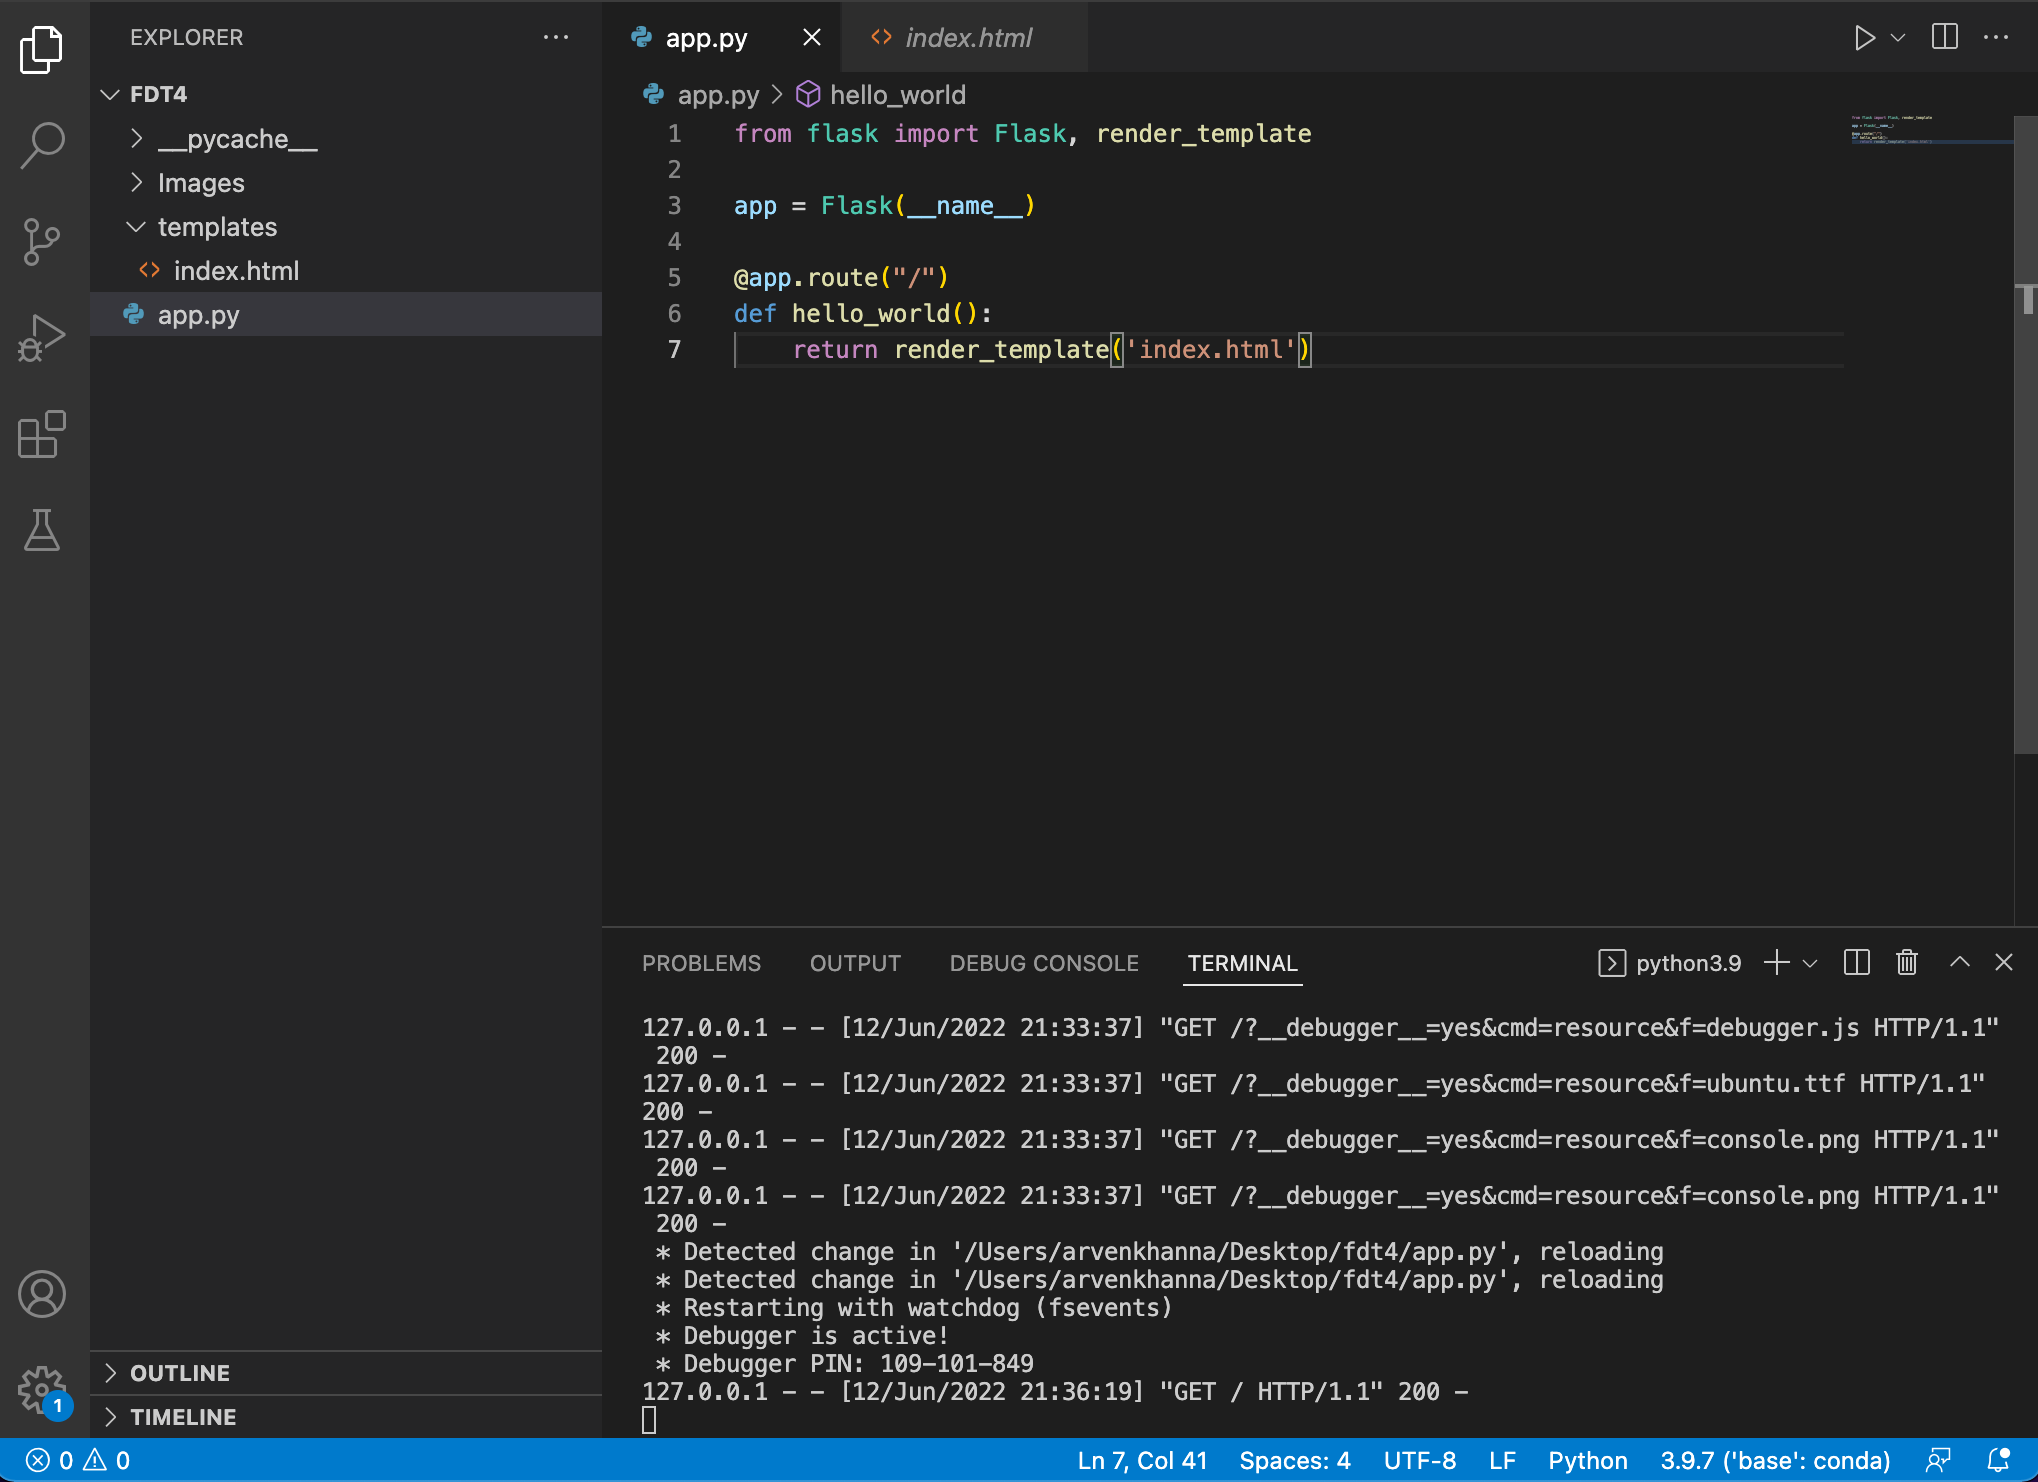 EXPLORER
FDT4
__pycache__
Images
templates
index.html
app.py
OUTLINE
TIMELINE
app.py
index.html
app.py > hello_world
1 from flask import Flask, render_template
2
3 app = Flask(__name__)
4
5 @app.route("/")
6 def hello_world():
7 return render_template('index.html')
PROBLEMS OUTPUT DEBUG CONSOLE TERMINAL python3.9
127.0.0.1 - - [12/Jun/2022 21:33:37] "GET /?__debugger__=yes&cmd=resource&f=debugger.js HTTP/1.1"
200 -
127.0.0.1 - - [12/Jun/2022 21:33:37] "GET /?__debugger__=yes&cmd=resource&f=ubuntu.ttf HTTP/1.1"
200 -
127.0.0.1 - - [12/Jun/2022 21:33:37] "GET /?__debugger__=yes&cmd=resource&f=console.png HTTP/1.1"
200 -
127.0.0.1 - - [12/Jun/2022 21:33:37] "GET /?__debugger__=yes&cmd=resource&f=console.png HTTP/1.1"
200 -
* Detected change in '/Users/arvenkhanna/Desktop/fdt4/app.py', reloading
* Detected change in '/Users/arvenkhanna/Desktop/fdt4/app.py', reloading
* Restarting with watchdog (fsevents)
* Debugger is active!
* Debugger PIN: 109-101-849
127.0.0.1 - - [12/Jun/2022 21:36:19] "GET / HTTP/1.1" 200 -
1
0 0 Ln 7, Col 41 Spaces: 4 UTF-8 LF Python 3.9.7 ('base': conda)